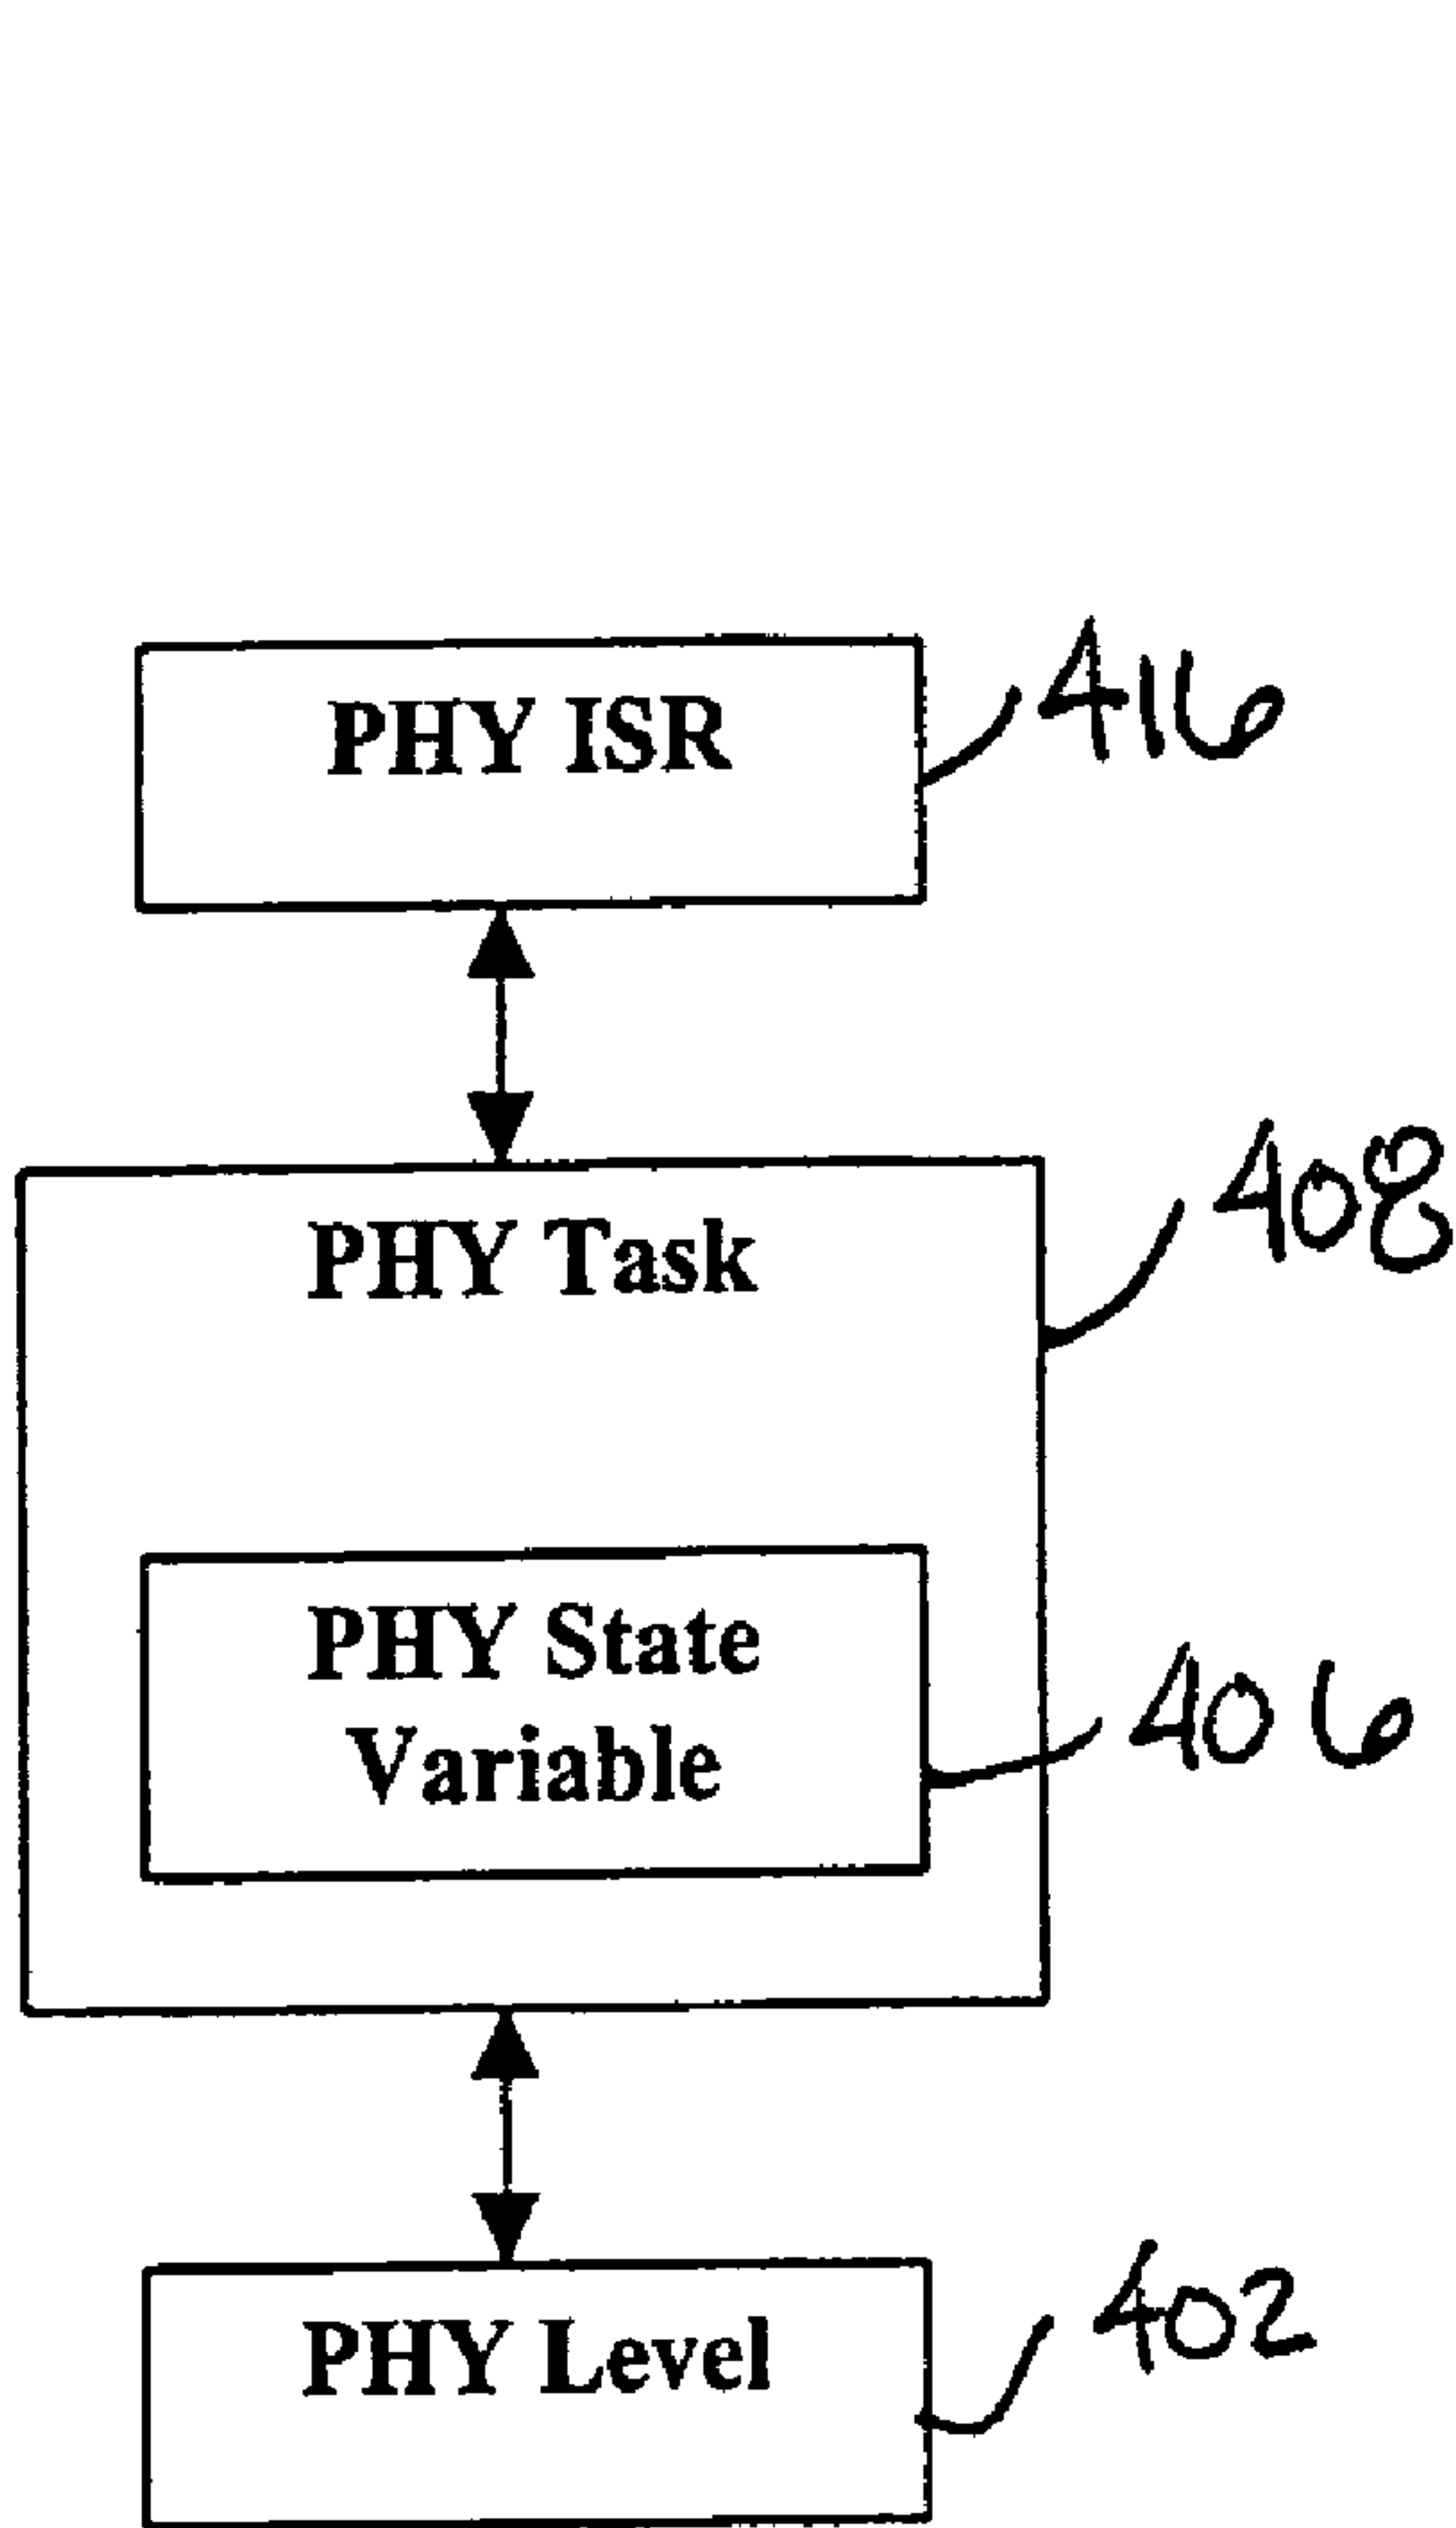 PHY ISR
416
PHY Task
408
PHY State
Variable
406
PHY Level
402